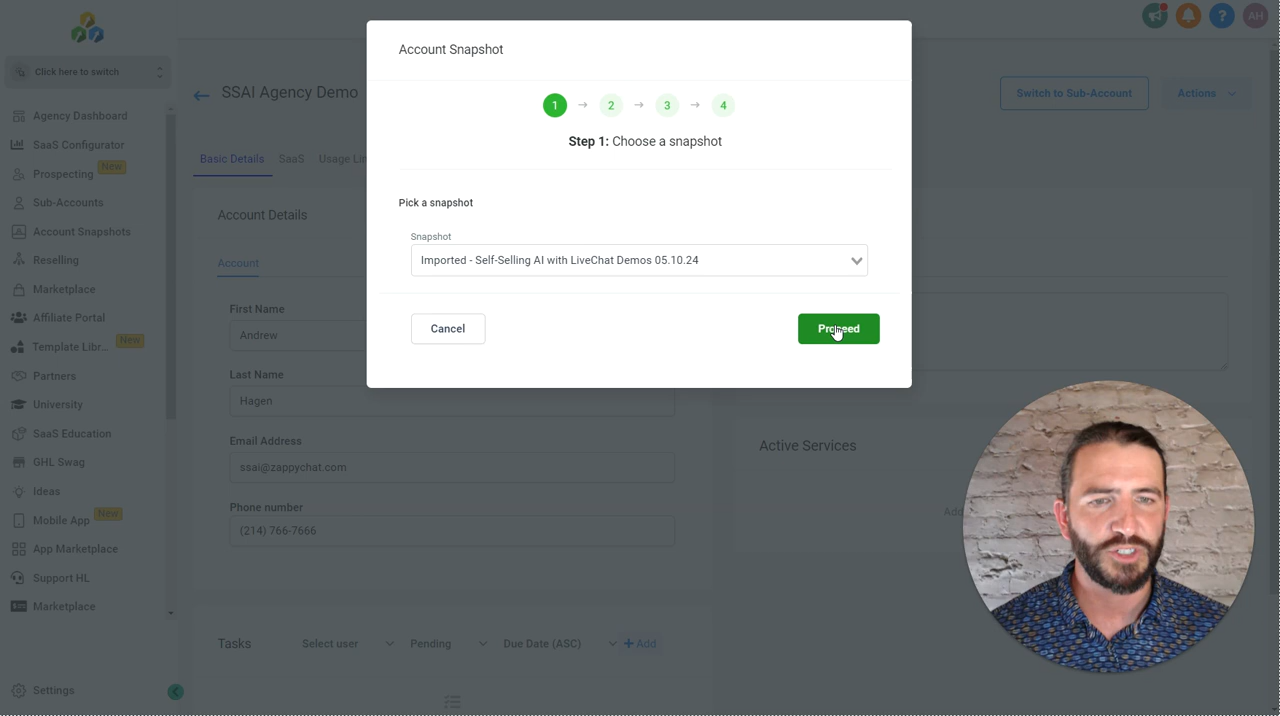 AH
Click here to switch
Agency Dashboard
SaaS Configurator
Prospecting New
Sub-Accounts
Account Snapshots
Reselling
Marketplace
Affiliate Portal
Template Libr... New
Partners
University
SaaS Education
GHL Swag
Ideas
Mobile App New
App Marketplace
Support HL
Marketplace
Settings
SSAI Agency Demo
Switch to Sub-Account
Actions
Basic Details SaaS Usage Lim
Account Details
Account
First Name
Andrew
Last Name
Hagen
Email Address
ssai@zappychat.com
Phone number
(214) 766-7666
Active Services
Add
Tasks Select user Pending Due Date (ASC) + Add
Account Snapshot
1 → 2 → 3 → 4
Step 1: Choose a snapshot
Pick a snapshot
Snapshot
Imported - Self-Selling AI with LiveChat Demos 05.10.24
Cancel
Proceed